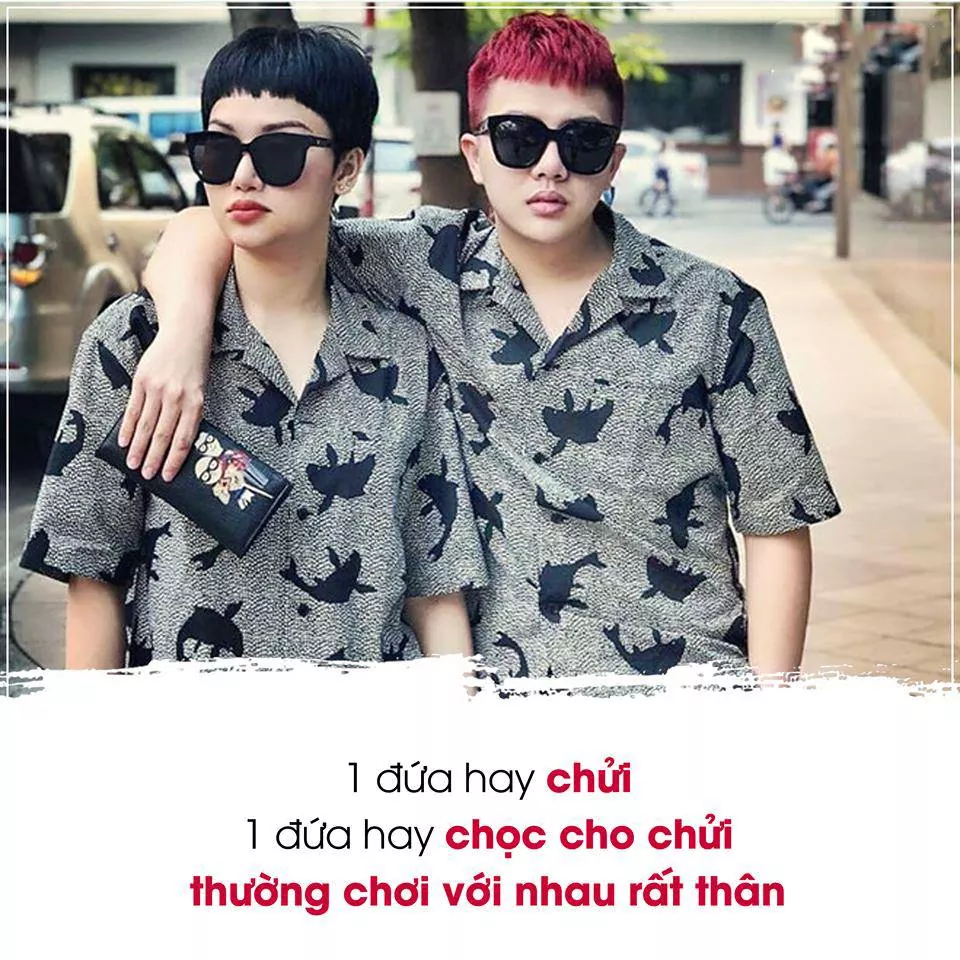 1 đứa hay chửi
1 đứa hay chọc cho chửi
thường chơi với nhau rất thân